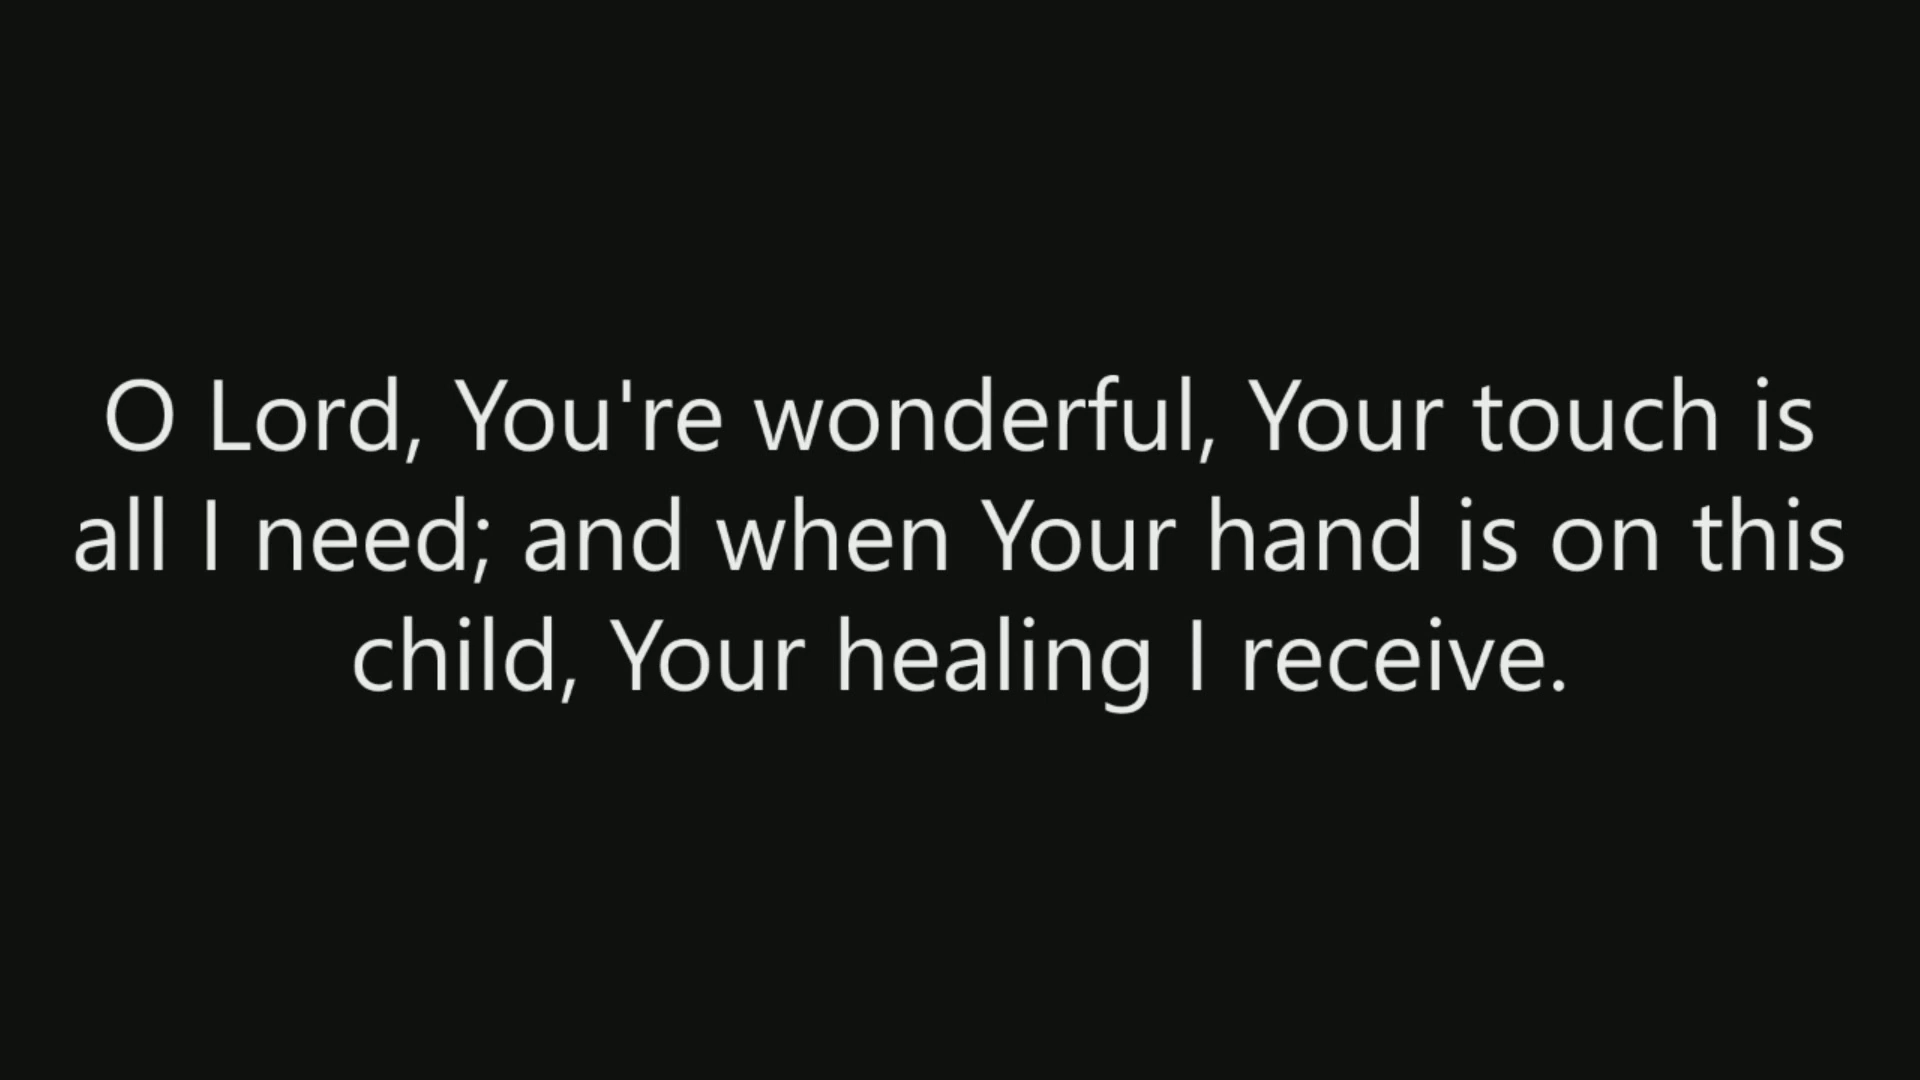 O Lord, You're wonderful, Your touch is
all I need; and when Your hand is on this
child, Your healing I receive.